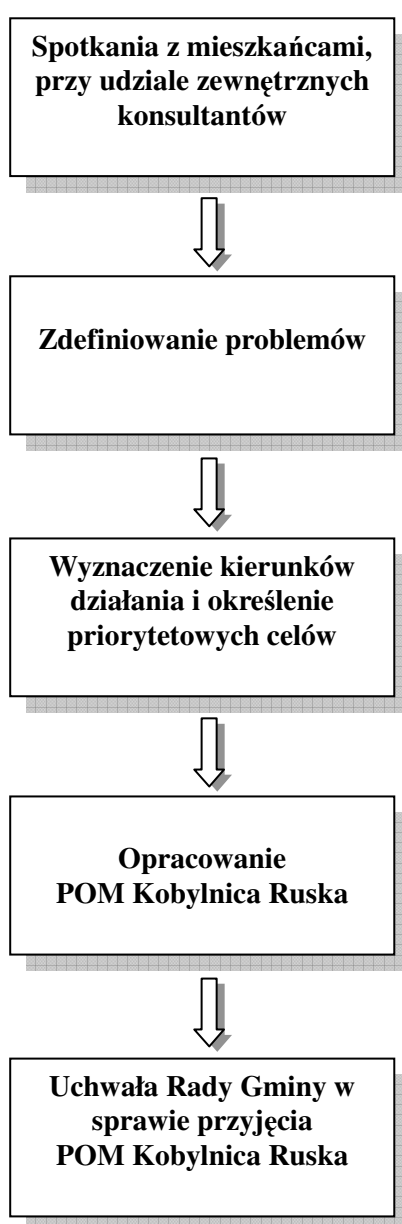 Spotkania z mieszkańcami,
przy udziale zewnętrznych
konsultantów
Zdefiniowanie problemów
Wyznaczenie kierunków
działania i określenie
priorytetowych celów
Opracowanie
POM Kobylnica Ruska
Uchwała Rady Gminy w
sprawie przyjęcia
POM Kobylnica Ruska